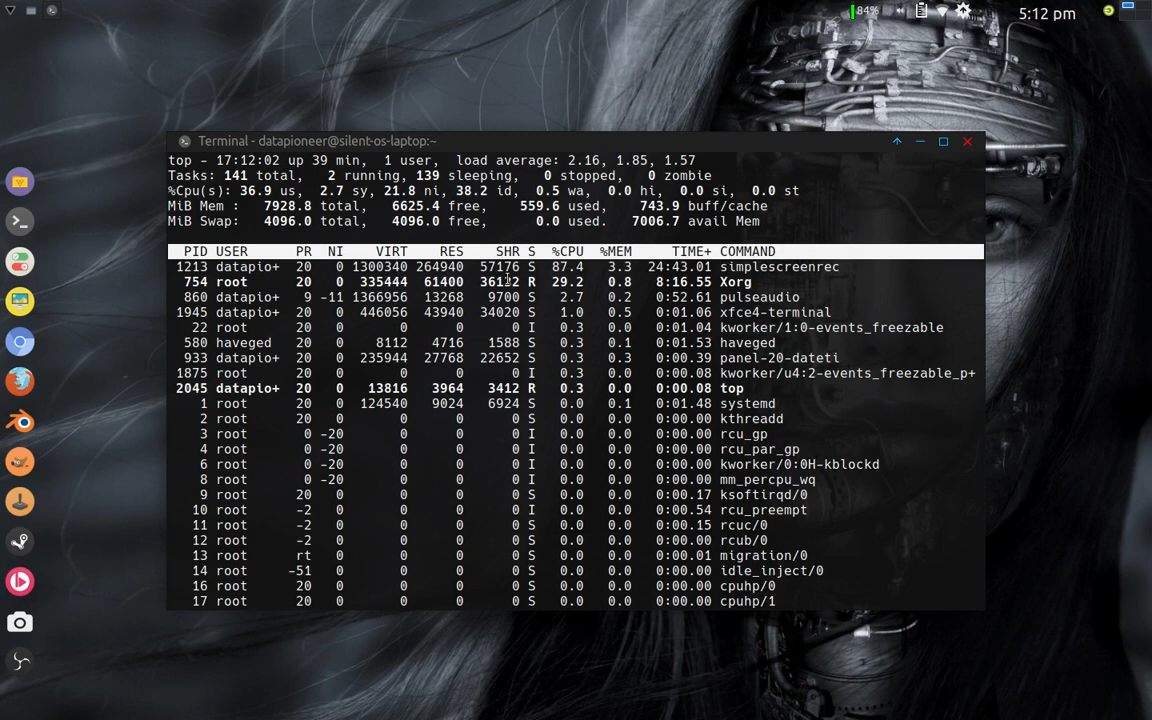 84%
5:12 pm
Terminal - datapioneer@silent-os-laptop:~
top - 17:12:02 up 39 min,  1 user,  load average: 2.16, 1.85, 1.57
Tasks: 141 total,   2 running, 139 sleeping,   0 stopped,   0 zombie
%Cpu(s): 36.9 us,  2.7 sy, 21.8 ni, 38.2 id,  0.5 wa,  0.0 hi,  0.0 si,  0.0 st
MiB Mem :   7928.8 total,   6625.4 free,    559.6 used,    743.9 buff/cache
MiB Swap:   4096.0 total,   4096.0 free,      0.0 used.   7006.7 avail Mem
PID USER      PR  NI    VIRT    RES    SHR S  %CPU  %MEM     TIME+ COMMAND
1213 datapio+  20   0 1300340 264940  57176 S  87.4   3.3  24:43.01 simplescreenrec
754 root      20   0  335444  61400  36132 R  29.2   0.8   8:16.55 Xorg
860 datapio+   9 -11 1366956  13268   9700 S   2.7   0.2   0:52.61 pulseaudio
1945 datapio+  20   0  446056  43940  34020 S   1.0   0.5   0:01.06 xfce4-terminal
22 root      20   0       0      0      0 I   0.3   0.0   0:00.08 kworker/1:0-events_freezable
580 haveged   20   0    8112   4716   1588 S   0.3   0.1   0:01.53 haveged
933 datapio+  20   0  235944  27768  22652 S   0.3   0.3   0:00.39 panel-20-dateti
1875 root      20   0       0      0      0 I   0.3   0.0   0:00.08 kworker/u4:2-events_freezable_p+
2045 datapio+  20   0   13816   3964   3412 R   0.3   0.0   0:00.08 top
1 root      20   0  124540   9024   6924 S   0.0   0.1   0:01.48 systemd
2 root      20   0       0      0      0 S   0.0   0.0   0:00.00 kthreadd
3 root       0 -20       0      0      0 I   0.0   0.0   0:00.00 rcu_gp
4 root       0 -20       0      0      0 I   0.0   0.0   0:00.00 rcu_par_gp
6 root       0 -20       0      0      0 I   0.0   0.0   0:00.00 kworker/0:0H-kblockd
8 root       0 -20       0      0      0 I   0.0   0.0   0:00.00 mm_percpu_wq
9 root      20   0       0      0      0 S   0.0   0.0   0:00.17 ksoftirqd/0
10 root      -2   0       0      0      0 I   0.0   0.0   0:00.54 rcu_preempt
11 root      -2   0       0      0      0 S   0.0   0.0   0:00.15 rcuc/0
12 root      -2   0       0      0      0 S   0.0   0.0   0:00.00 rcub/0
13 root      rt   0       0      0      0 S   0.0   0.0   0:00.01 migration/0
14 root     -51   0       0      0      0 S   0.0   0.0   0:00.00 idle_inject/0
16 root      20   0       0      0      0 S   0.0   0.0   0:00.00 cpuhp/0
17 root      20   0       0      0      0 S   0.0   0.0   0:00.00 cpuhp/1